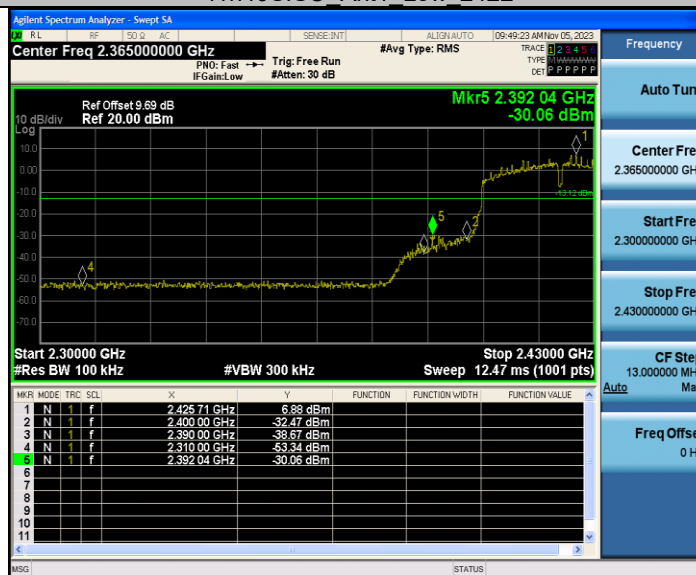 Agilent Spectrum Analyzer - Swept SA
RL RF 50 Ω AC SENSE:INT ALIGN AUTO 09:49:23 AM Nov 05, 2023
Center Freq 2.365000000 GHz
#Avg Type: RMS
TRACE 1 2 3 4 5 6
TYPE M
DET P P P P P P
PNO: Fast
IFGain:Low
Trig: Free Run
#Atten: 30 dB
Ref Offset 9.69 dB
Ref 20.00 dBm
10 dB/div
Log
Mkr5 2.392 04 GHz
-30.06 dBm
10.0
0.00
-10.0
-20.0
-30.0
-40.0
-50.0
-60.0
-70.0
1
-13.12 dBm
5
2
4
Start 2.30000 GHz
Stop 2.43000 GHz
#Res BW 100 kHz
#VBW 300 kHz
Sweep 12.47 ms (1001 pts)
MKR MODE TRC SCL X Y FUNCTION FUNCTION WIDTH FUNCTION VALUE
1 N 1 f 2.425 71 GHz 6.88 dBm
2 N 1 f 2.400 00 GHz -32.47 dBm
3 N 1 f 2.390 00 GHz -38.67 dBm
4 N 1 f 2.310 00 GHz -53.34 dBm
5 N 1 f 2.392 04 GHz -30.06 dBm
6
7
8
9
10
11
MSG STATUS
Frequency
Auto Tun
Center Fre
2.365000000 GH
Start Fre
2.300000000 GH
Stop Fre
2.430000000 GH
CF Ste
13.000000 MH
Auto Ma
Freq Offse
0 H